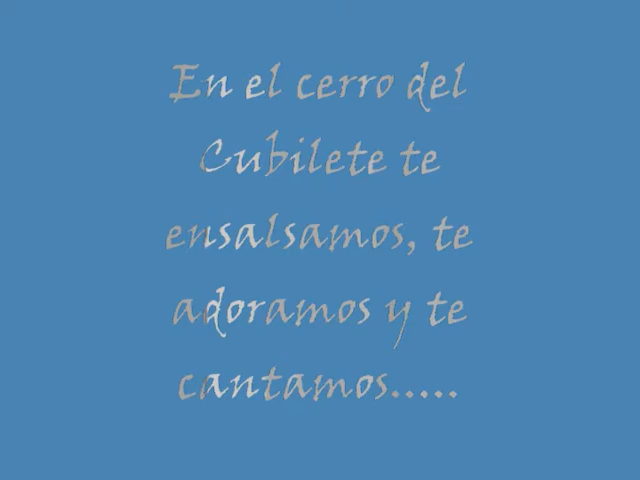 En el cerro del
Cubilete te
ensalsamos, te
adoramos y te
cantamos.....